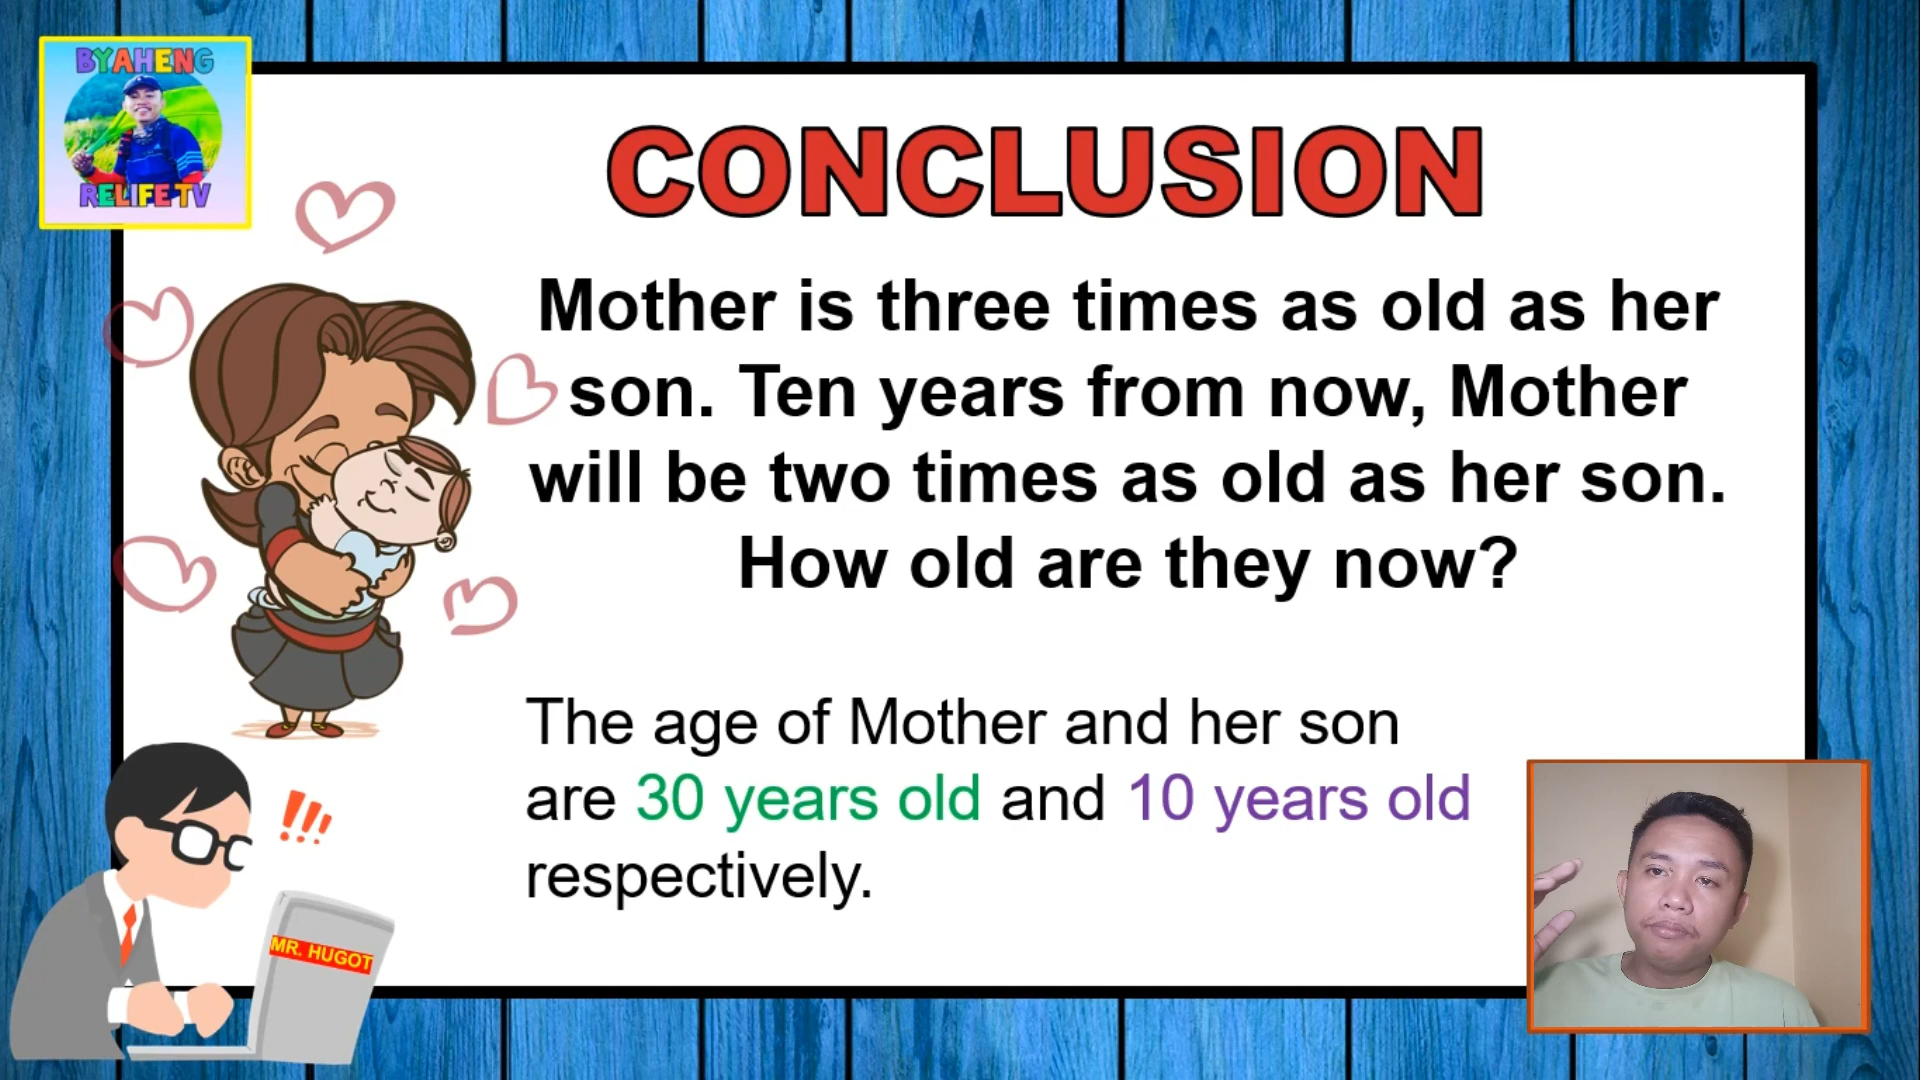 BYAHENG
RELIFE TV
CONCLUSION
Mother is three times as old as her
son. Ten years from now, Mother
will be two times as old as her son.
How old are they now?
The age of Mother and her son
are 30 years old and 10 years old
respectively.
!!!
MR. HUGOT